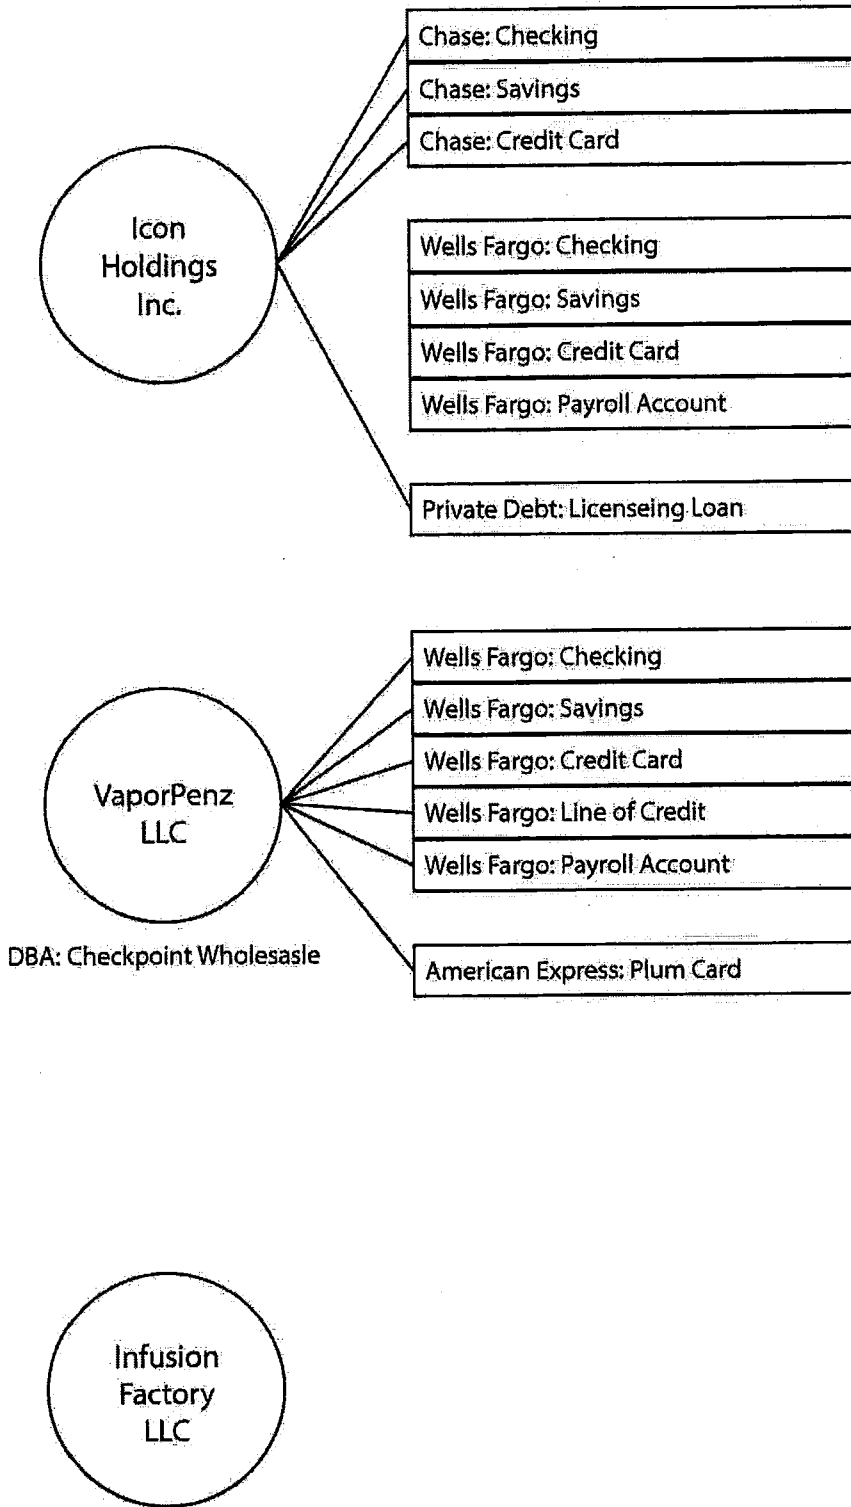 Chase: Checking
Chase: Savings
Chase: Credit Card
Icon
Holdings
Inc.
Wells Fargo: Checking
Wells Fargo: Savings
Wells Fargo: Credit Card
Wells Fargo: Payroll Account
Private Debt: Licenseing Loan
Wells Fargo: Checking
Wells Fargo: Savings
Wells Fargo: Credit Card
Wells Fargo: Line of Credit
Wells Fargo: Payroll Account
VaporPenz
LLC
DBA: Checkpoint Wholesasle
American Express: Plum Card
Infusion
Factory
LLC